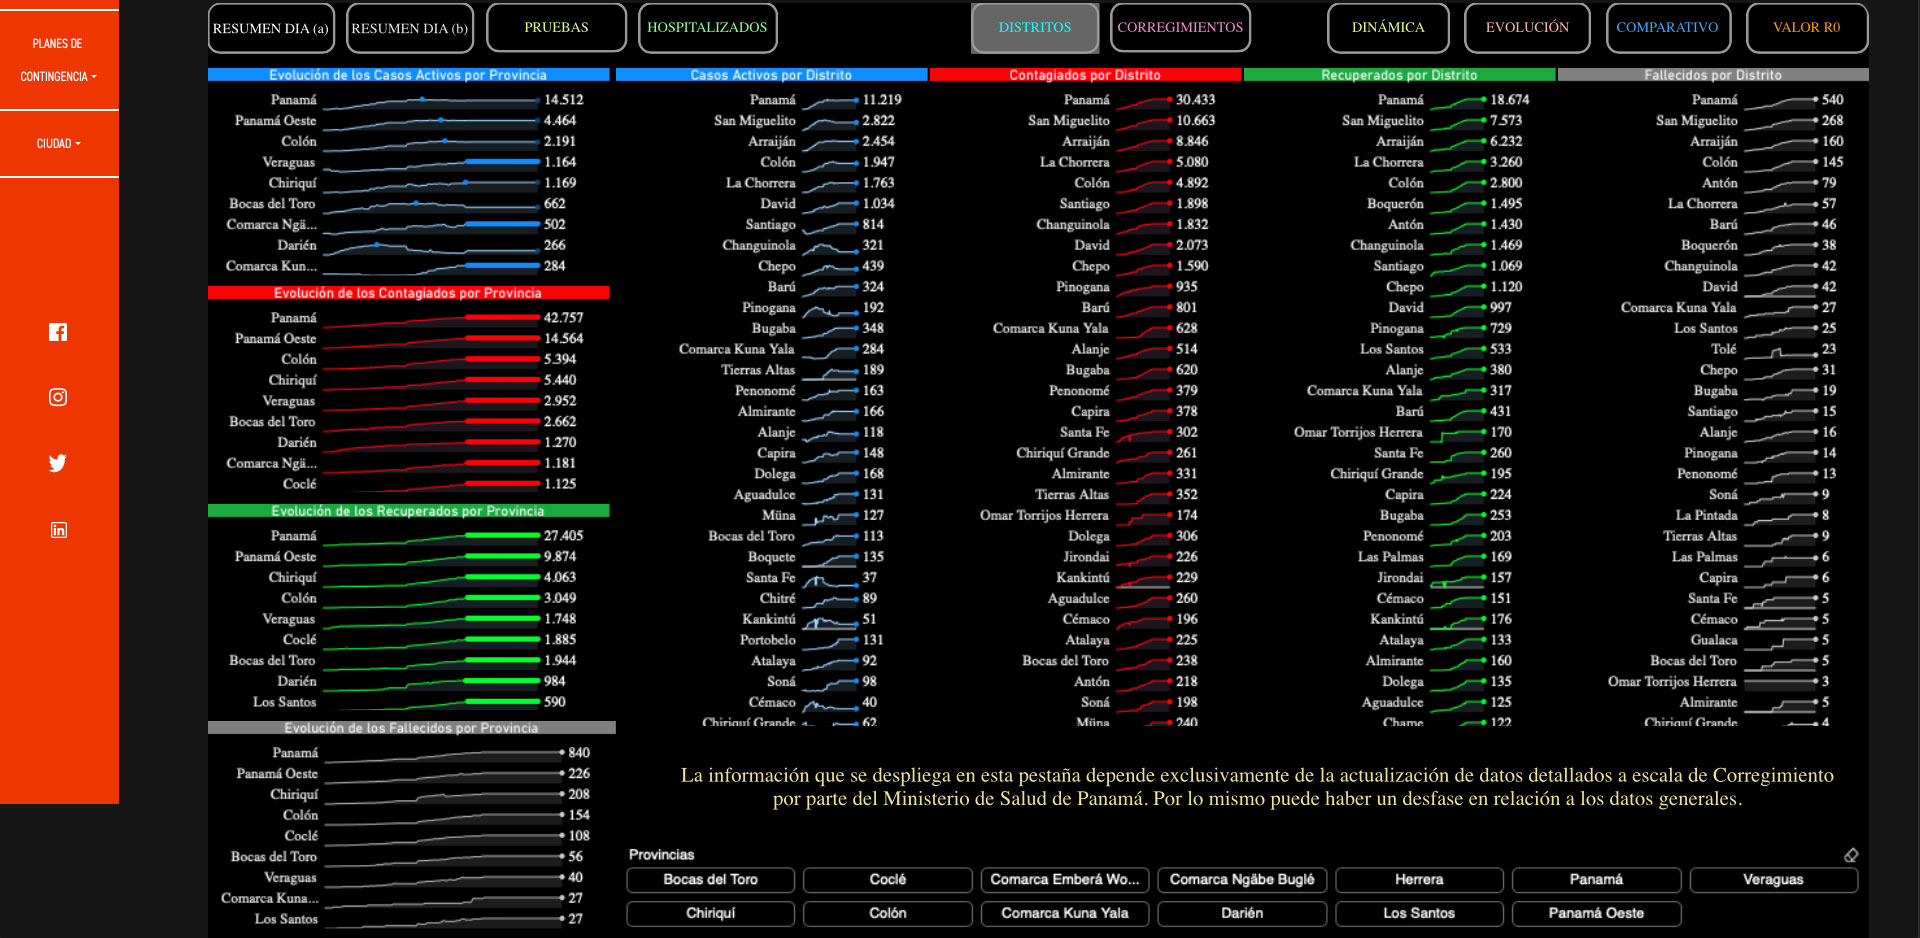 PLANES DE
CONTINGENCIA
CIUDAD
RESUMEN DIA (a)
RESUMEN DIA (b)
PRUEBAS
HOSPITALIZADOS
DISTRITOS
CORREGIMIENTOS
DINÁMICA
EVOLUCIÓN
COMPARATIVO
VALOR R0
Evolución de los Casos Activos por Provincia
Panamá 14.512
Panamá Oeste 4.464
Colón 2.191
Veraguas 1.164
Chiriquí 1.169
Bocas del Toro 662
Comarca Ngä... 502
Darién 266
Comarca Kun... 284
Evolución de los Contagiados por Provincia
Panamá 42.757
Panamá Oeste 14.564
Colón 5.394
Chiriquí 5.440
Veraguas 2.952
Bocas del Toro 2.662
Darién 1.270
Comarca Ngä... 1.181
Coclé 1.125
Evolución de los Recuperados por Provincia
Panamá 27.405
Panamá Oeste 9.874
Chiriquí 4.063
Colón 3.049
Veraguas 1.748
Coclé 1.885
Bocas del Toro 1.944
Darién 984
Los Santos 590
Evolución de los Fallecidos por Provincia
Panamá 840
Panamá Oeste 226
Chiriquí 208
Colón 154
Coclé 108
Bocas del Toro 56
Veraguas 40
Comarca Kuna... 27
Los Santos 27
Casos Activos por Distrito
Panamá 11.219
San Miguelito 2.822
Arraiján 2.454
Colón 1.947
La Chorrera 1.763
David 1.034
Santiago 814
Changuinola 321
Chepo 439
Barú 324
Pinogana 192
Bugaba 348
Comarca Kuna Yala 284
Tierras Altas 189
Penonomé 163
Almirante 166
Alanje 118
Capira 148
Dolega 168
Aguadulce 131
Müna 127
Bocas del Toro 113
Boquete 135
Santa Fe 37
Chitré 89
Kankintú 51
Portobelo 131
Atalaya 92
Soná 98
Cémaco 40
Chiriquí Grande 62
Contagiados por Distrito
Panamá 30.433
San Miguelito 10.663
Arraiján 8.846
La Chorrera 5.080
Colón 4.892
Santiago 1.898
Changuinola 1.832
David 2.073
Chepo 1.590
Pinogana 935
Barú 801
Comarca Kuna Yala 628
Alanje 514
Bugaba 620
Penonomé 379
Capira 378
Santa Fe 302
Chiriquí Grande 261
Almirante 331
Tierras Altas 352
Omar Torrijos Herrera 174
Dolega 306
Jirondai 226
Kankintú 229
Aguadulce 260
Cémaco 196
Atalaya 225
Bocas del Toro 238
Antón 218
Soná 198
Müna 240
Recuperados por Distrito
Panamá 18.674
San Miguelito 7.573
Arraiján 6.232
La Chorrera 3.260
Colón 2.800
Boquerón 1.495
Antón 1.430
Changuinola 1.469
Santiago 1.069
Chepo 1.120
David 997
Pinogana 729
Los Santos 533
Alanje 380
Comarca Kuna Yala 317
Barú 431
Omar Torrijos Herrera 170
Santa Fe 260
Chiriquí Grande 195
Capira 224
Bugaba 253
Penonomé 203
Las Palmas 169
Jirondai 157
Cémaco 151
Kankintú 176
Atalaya 133
Almirante 160
Dolega 135
Aguadulce 125
Chame 122
Fallecidos por Distrito
Panamá 540
San Miguelito 268
Arraiján 160
Colón 145
Antón 79
La Chorrera 57
Barú 46
Boquerón 38
Changuinola 42
David 42
Comarca Kuna Yala 27
Los Santos 25
Tolé 23
Chepo 31
Bugaba 19
Santiago 15
Alanje 16
Pinogana 14
Penonomé 13
Soná 9
La Pintada 8
Tierras Altas 9
Las Palmas 6
Capira 6
Santa Fe 5
Cémaco 5
Gualaca 5
Bocas del Toro 5
Omar Torrijos Herrera 3
Almirante 5
Chiriquí Grande 4
La información que se despliega en esta pestaña depende exclusivamente de la actualización de datos detallados a escala de Corregimiento
por parte del Ministerio de Salud de Panamá. Por lo mismo puede haber un desfase en relación a los datos generales.
Provincias
Bocas del Toro
Coclé
Comarca Emberá Wo...
Comarca Ngäbe Buglé
Herrera
Panamá
Veraguas
Chiriquí
Colón
Comarca Kuna Yala
Darién
Los Santos
Panamá Oeste